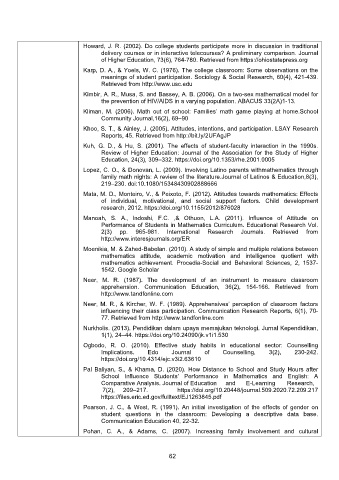 Howard, J. R. (2002). Do college students participate more in discussion in traditional
delivery courses or in interactive telecourses? A preliminary comparison. Journal
of Higher Education, 73(6), 764-780. Retrieved from https://ohiostatepress.org
Karp, D. A., & Yoels, W. C. (1976). The college classroom: Some observations on the
meanings of student participation. Sociology & Social Research, 60(4), 421-439.
Retrieved from http://www.usc.edu
Kimbir, A. R., Musa, S. and Bassey, A. B. (2006). On a two-sex mathematical model for
the prevention of HIV/AIDS in a varying population. ABACUS 33(2A)1-13.
Kliman, M. (2006). Math out of school: Families' math game playing at home.School
Community Journal,16(2), 69–90
Khoo, S. T., & Ainley, J. (2005). Attitudes, intentions, and participation. LSAY Research
Reports, 45. Retrieved from http://bit.ly/2UFAgJP
Kuh, G. D., & Hu, S. (2001). The effects of student-faculty interaction in the 1990s.
Review of Higher Education: Journal of the Association for the Study of Higher
Education, 24(3), 309–332. https://doi.org/10.1353/rhe.2001.0005
Lopez, C. O., & Donovan, L. (2009). Involving Latino parents withmathematics through
family math nights: A review of the literature.Journal of Latinos & Education,8(3),
219–230. doi:10.1080/15348430902888666
Mata, M. D., Monteiro, V., & Peixoto, F. (2012). Attitudes towards mathematics: Effects
of individual, motivational, and social support factors. Child development
research, 2012. https://doi.org/10.1155/2012/876028
Manoah, S. A., Indoshi, F.C. ,& Othuon, L.A. (2011). Influence of Attitude on
Performance of Students in Mathematics Curriculum. Educational Research Vol.
2(3) pp. 965-981. International Research Journals. Retrieved from
http://www.interesjournals.org/ER
Moenikia, M. & Zahed-Babolan. (2010). A study of simple and multiple relations between
mathematics attitude, academic motivation and intelligence quotient with
mathematics achievement. Procedia-Social and Behavioral Sciences, 2, 1537-
1542. Google Scholar
Neer, M. R. (1987). The development of an instrument to measure classroom
apprehension. Communication Education, 36(2), 154-166. Retrieved from
http://www.tandfonline.com
Neer, M. R., & Kircher, W. F. (1989). Apprehensives' perception of classroom factors
influencing their class participation. Communication Research Reports, 6(1), 70-
77. Retrieved from http://www.tandfonline.com
Nurkholis. (2013). Pendidikan dalam upaya memajukan teknologi. Jurnal Kependidikan,
1(1), 24–44. https://doi.org/10.24090/jk.v1i1.530
Ogbodo, R. O. (2010). Effective study habits in educational sector: Counselling
Implications. Edo Journal of Counselling, 3(2), 230-242.
https://doi.org/10.4314/ejc.v3i2.63610
Pal Baliyan, S., & Khama, D. (2020). How Distance to School and Study Hours after
School Influence Students' Performance in Mathematics and English: A
Comparative Analysis. Journal of Education and E-Learning Research,
7(2), 209–217. https://doi.org/10.20448/journal.509.2020.72.209.217
https://files.eric.ed.gov/fulltext/EJ1263845.pdf
Pearson, J. C., & West, R. (1991). An initial investigation of the effects of gender on
student questions in the classroom: Developing a descriptive data base.
Communication Education 40, 22-32.
Pohan, C. A., & Adams, C. (2007). Increasing family involvement and cultural
62